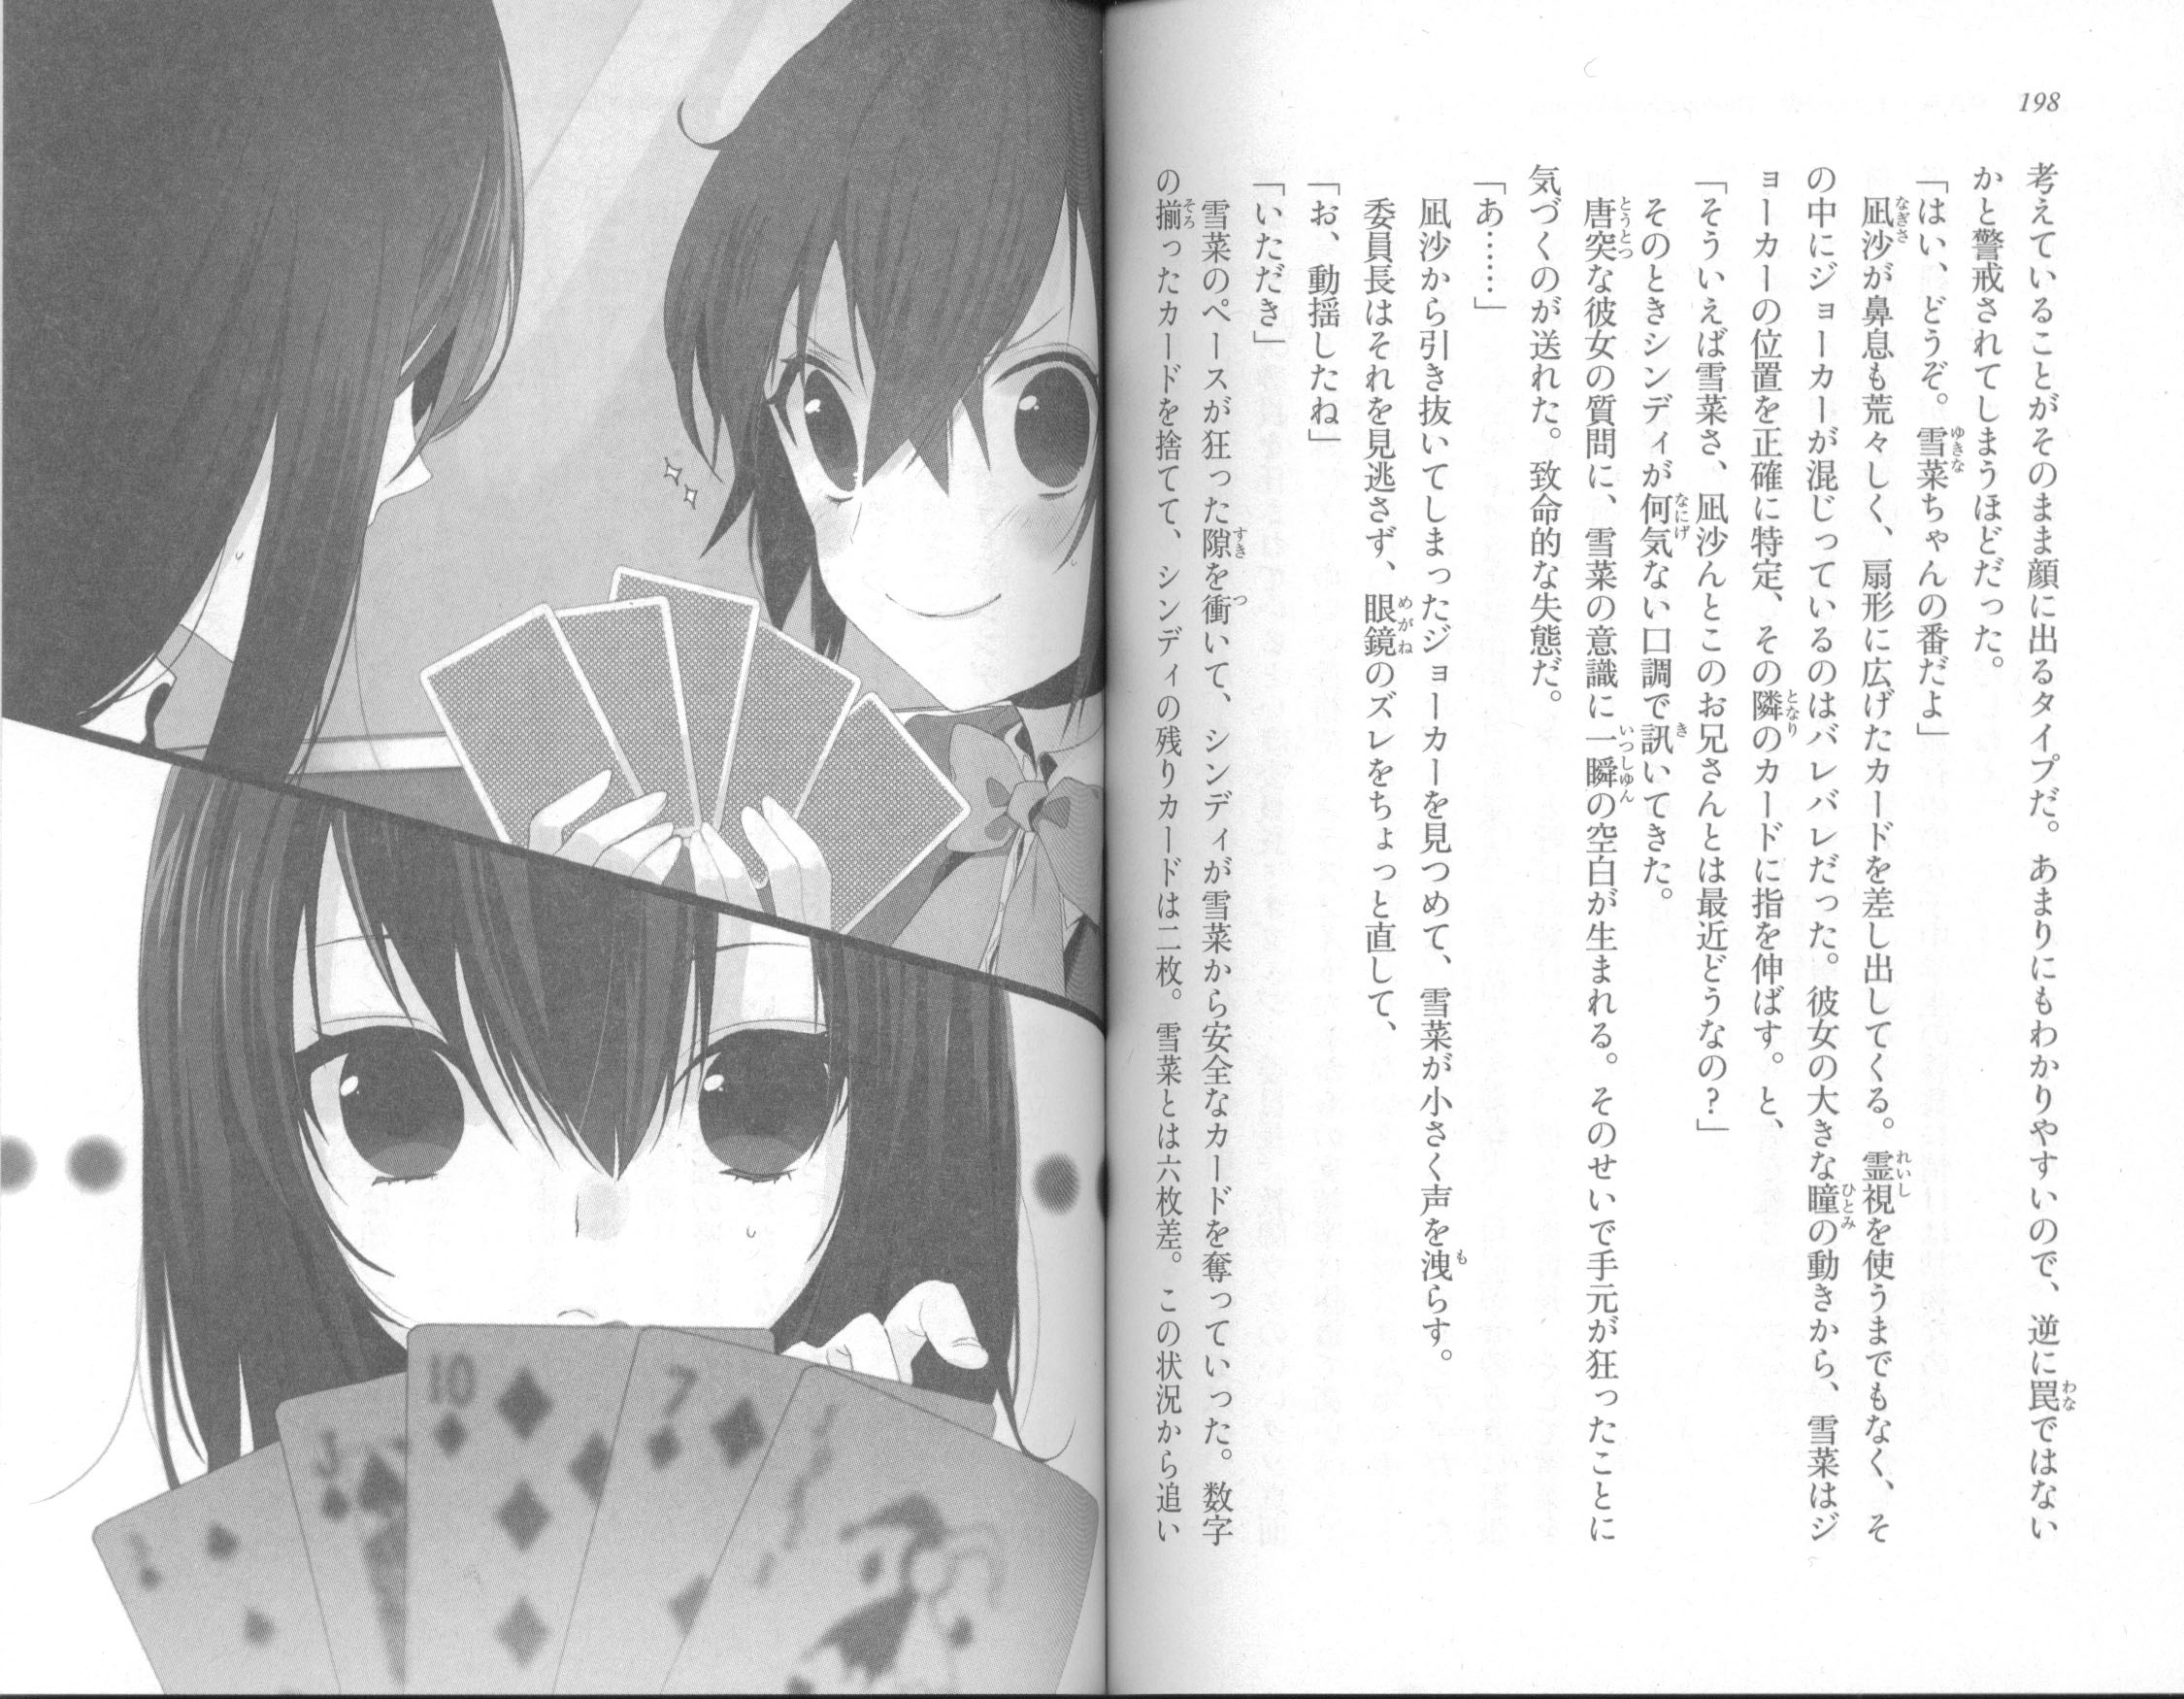 198
考えていることがそのまま顔に出るタイプだ。あまりにもわかりやすいので、逆に罠ではない
かと警戒されてしまうほどだった。
「はい、どうぞ。雪菜ちゃんの番だよ」
凪沙が鼻息も荒々しく、扇形に広げたカードを差し出してくる。霊視を使うまでもなく、そ
の中にジョーカーが混じっているのはバレバレだった。彼女の大きな瞳の動きから、雪菜はジ
ョーカーの位置を正確に特定、その隣のカードに指を伸ばす。と、
「そういえば雪菜さ、凪沙んとこのお兄さんとは最近どうなの？」
そのときシンディが何気ない口調で訊いてきた。
唐突な彼女の質問に、雪菜の意識に一瞬の空白が生まれる。そのせいで手元が狂ったことに
気づくのが送れた。致命的な失態だ。
「あ……」
凪沙から引き抜いてしまったジョーカーを見つめて、雪菜が小さく声を洩らす。
委員長はそれを見逃さず、眼鏡のズレをちょっと直して、
「お、動揺したね」
「いただき」
雪菜のペースが狂った隙を衝いて、シンディが雪菜から安全なカードを奪っていった。数字
の揃ったカードを捨てて、シンディの残りカードは二枚。雪菜とは六枚差。この状況から追い
J
10
7